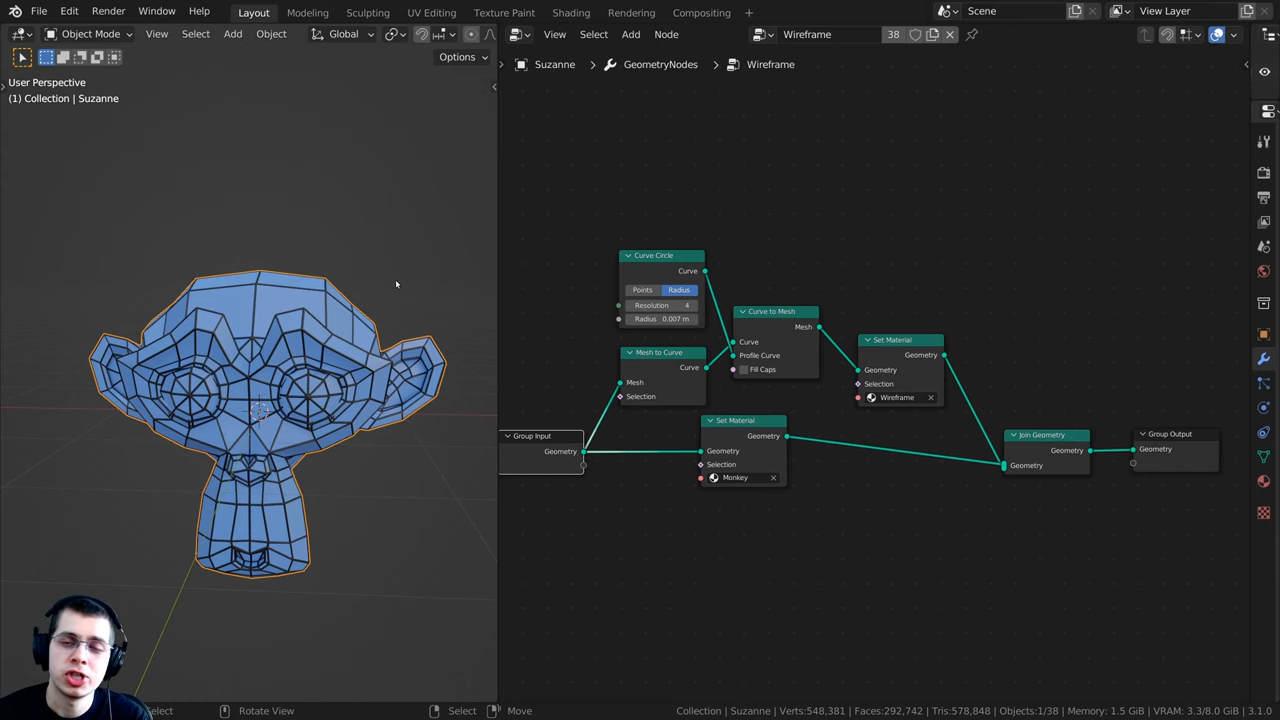 File Edit Render Window Help Layout Modeling Sculpting UV Editing Texture Paint Shading Rendering Compositing + Scene View Layer
Object Mode View Select Add Object Global View Select Add Node Wireframe 38
Options
Suzanne > GeometryNodes > Wireframe
User Perspective
(1) Collection | Suzanne
Curve Circle
Curve
Points Radius
Resolution 4
Radius 0.007 m
Curve to Mesh
Mesh
Curve
Profile Curve
Fill Caps
Mesh to Curve
Curve
Mesh
Selection
Set Material
Geometry
Geometry
Selection
Wireframe
Group Input
Geometry
Set Material
Geometry
Geometry
Selection
Monkey
Join Geometry
Geometry
Geometry
Group Output
Geometry
Select Rotate View Select Move Collection | Suzanne | Verts:548,381 | Faces:292,742 | Tris:578,848 | Objects:1/38 | Memory: 1.5 GiB | VRAM: 3.3/8.0 GiB | 3.1.0